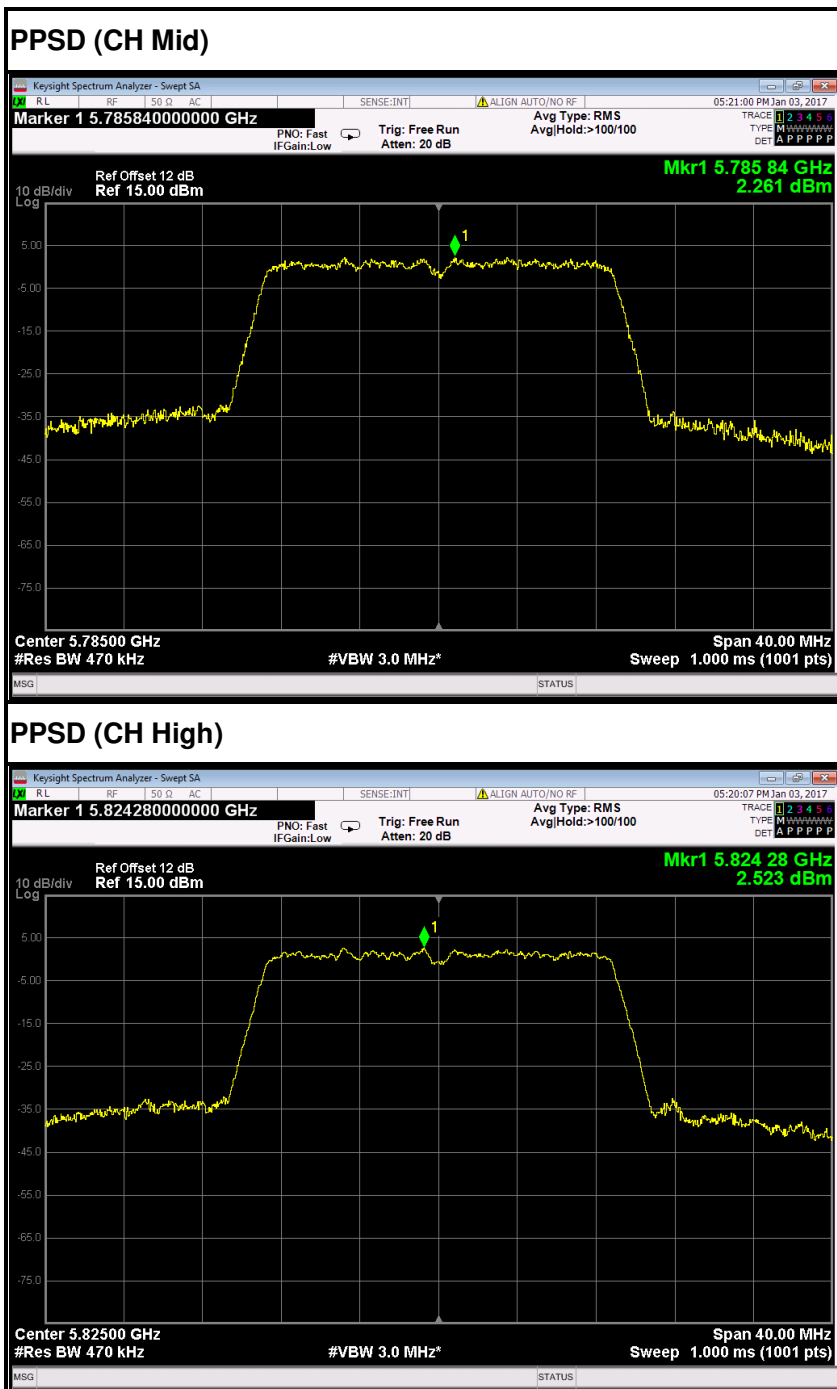 PPSD (CH Mid)
Keysight Spectrum Analyzer - Swept SA
LXI RL RF 50 Ω AC SENSE:INT ALIGN AUTO/NO RF 05:21:00 PM Jan 03, 2017
Marker 1 5.785840000000 GHz
PNO: Fast
IFGain:Low
Trig: Free Run
Atten: 20 dB
Avg Type: RMS
Avg|Hold:>100/100
TRACE 1 2 3 4 5 6
TYPE M WWWWW
DET A P P P P P
Mkr1 5.785 84 GHz
2.261 dBm
Ref Offset 12 dB
10 dB/div Ref 15.00 dBm
Log
1
5.00
-5.00
-15.0
-25.0
-35.0
-45.0
-55.0
-65.0
-75.0
Center 5.78500 GHz Span 40.00 MHz
#Res BW 470 kHz #VBW 3.0 MHz* Sweep 1.000 ms (1001 pts)
MSG STATUS
PPSD (CH High)
Keysight Spectrum Analyzer - Swept SA
LXI RL RF 50 Ω AC SENSE:INT ALIGN AUTO/NO RF 05:20:07 PM Jan 03, 2017
Marker 1 5.824280000000 GHz
PNO: Fast
IFGain:Low
Trig: Free Run
Atten: 20 dB
Avg Type: RMS
Avg|Hold:>100/100
TRACE 1 2 3 4 5 6
TYPE M WWWWW
DET A P P P P P
Mkr1 5.824 28 GHz
2.523 dBm
Ref Offset 12 dB
10 dB/div Ref 15.00 dBm
Log
1
5.00
-5.00
-15.0
-25.0
-35.0
-45.0
-55.0
-65.0
-75.0
Center 5.82500 GHz Span 40.00 MHz
#Res BW 470 kHz #VBW 3.0 MHz* Sweep 1.000 ms (1001 pts)
MSG STATUS